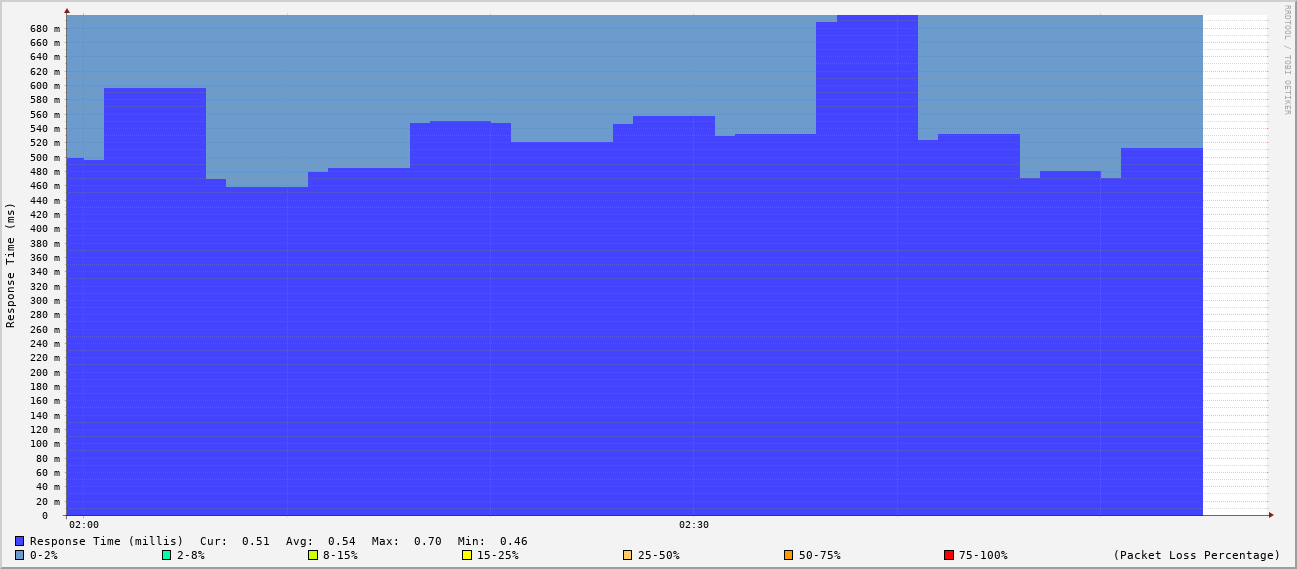 RRDTOOL / TOBI OETIKER
Response Time (ms)
680 m
660 m
640 m
620 m
600 m
580 m
560 m
540 m
520 m
500 m
480 m
460 m
440 m
420 m
400 m
380 m
360 m
340 m
320 m
300 m
280 m
260 m
240 m
220 m
200 m
180 m
160 m
140 m
120 m
100 m
80 m
60 m
40 m
20 m
0
02:00 02:30
Response Time (millis) Cur: 0.51 Avg: 0.54 Max: 0.70 Min: 0.46
0-2% 2-8% 8-15% 15-25% 25-50% 50-75% 75-100% (Packet Loss Percentage)